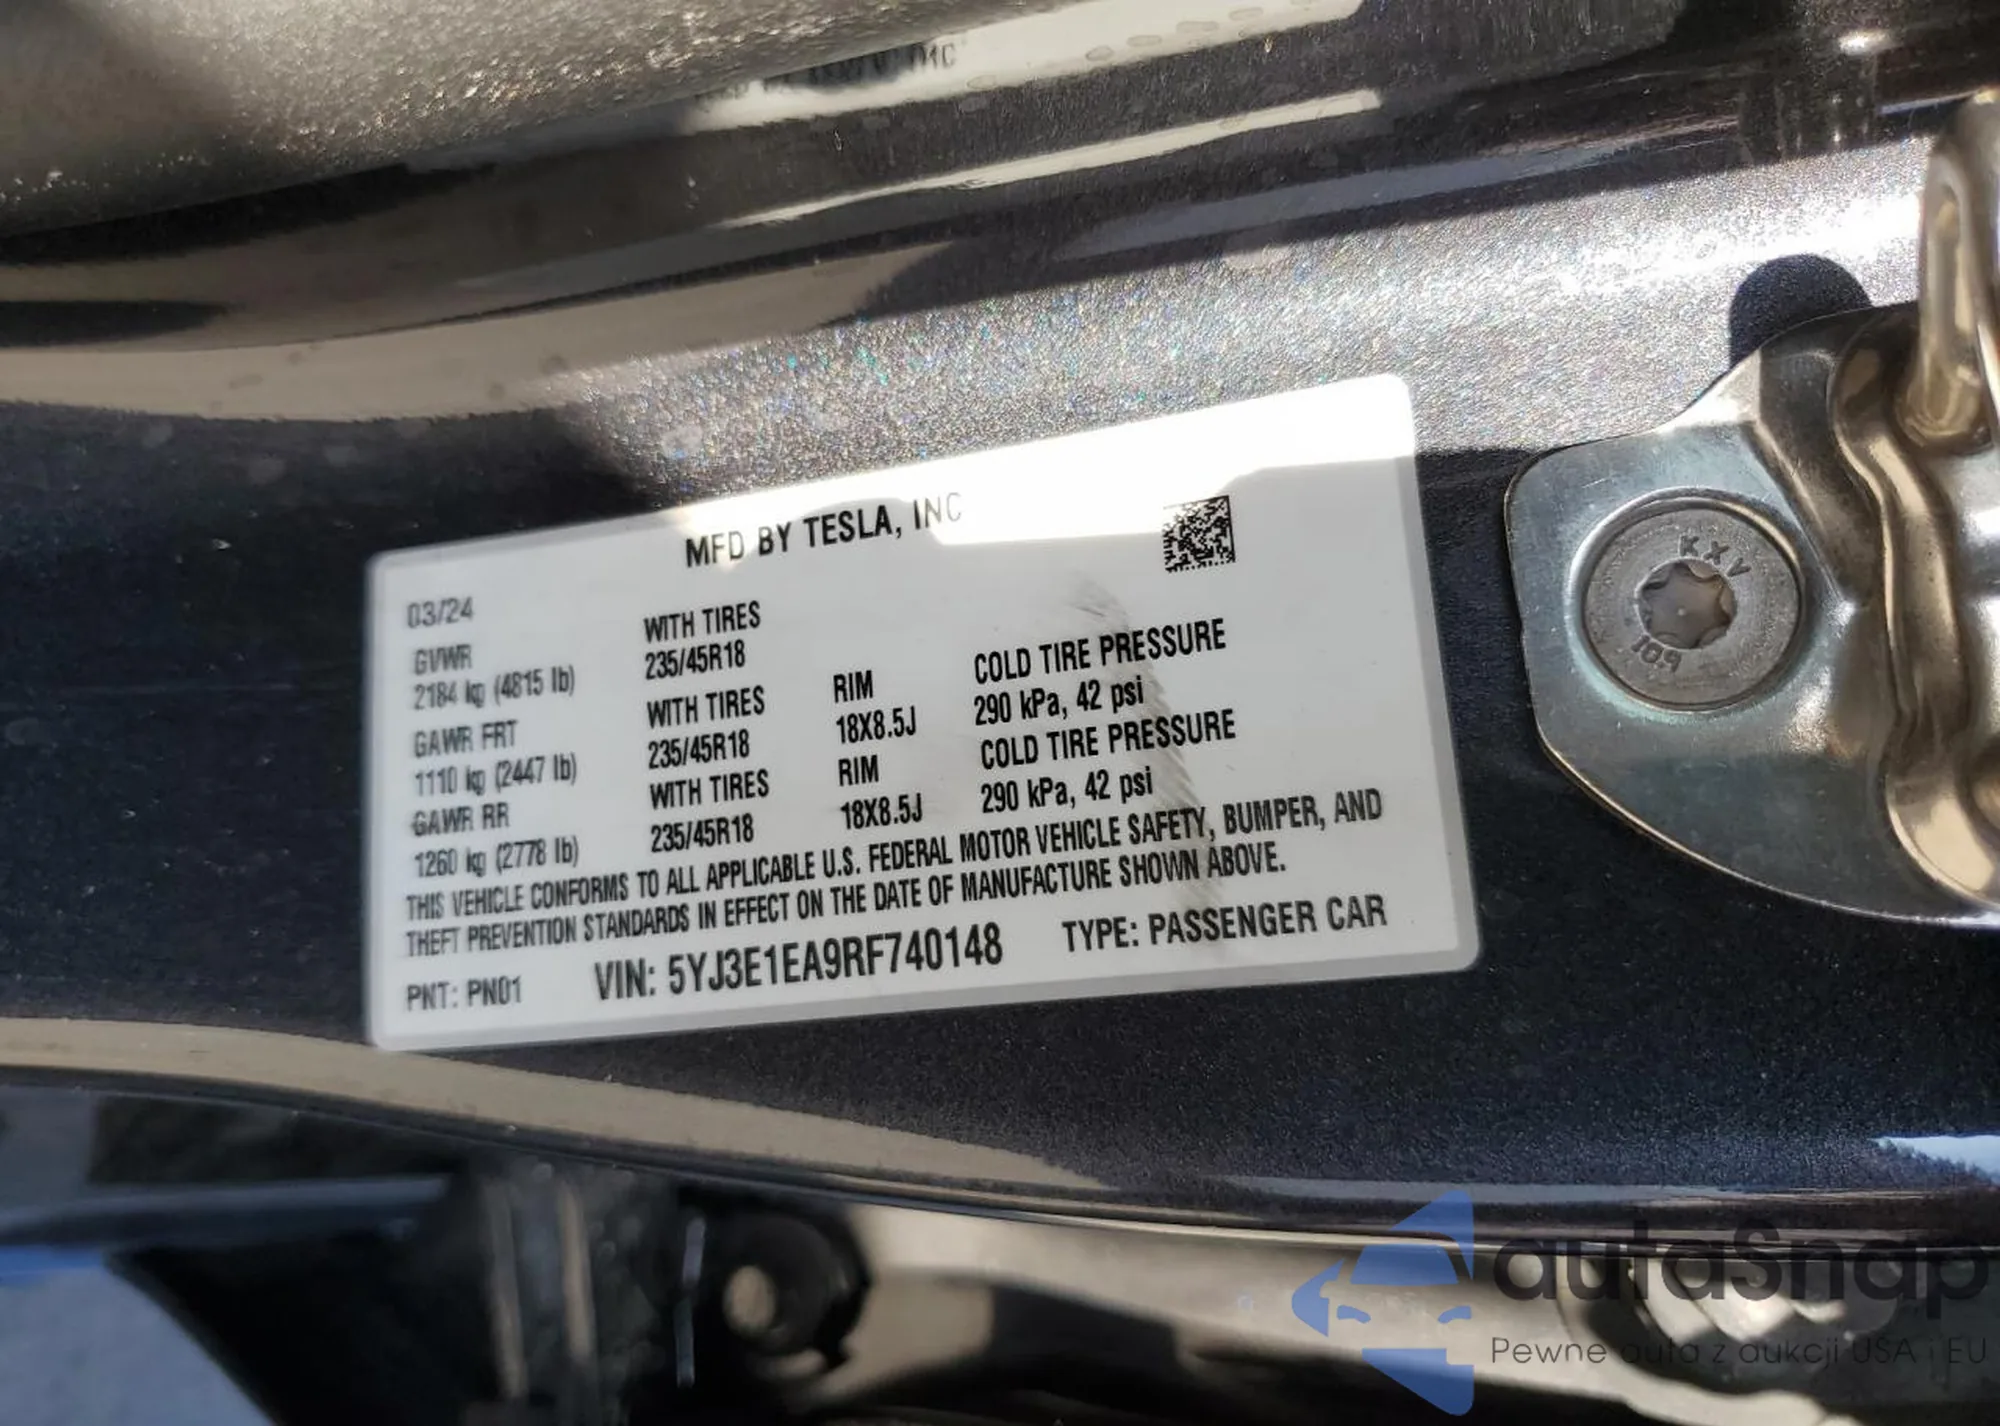 MFD BY TESLA, INC
03/24
GVWR WITH TIRES
2184 kg (4815 lb) 235/45R18
GAWR FRT WITH TIRES RIM COLD TIRE PRESSURE
1110 kg (2447 lb) 235/45R18 18X8.5J 290 kPa, 42 psi
GAWR RR WITH TIRES RIM COLD TIRE PRESSURE
1260 kg (2778 lb) 235/45R18 18X8.5J 290 kPa, 42 psi
THIS VEHICLE CONFORMS TO ALL APPLICABLE U.S. FEDERAL MOTOR VEHICLE SAFETY, BUMPER, AND
THEFT PREVENTION STANDARDS IN EFFECT ON THE DATE OF MANUFACTURE SHOWN ABOVE.
PNT: PN01 VIN: 5YJ3E1EA9RF740148 TYPE: PASSENGER CAR
KXV
109
autaSnap
Pewne auta z aukcji USA i EU